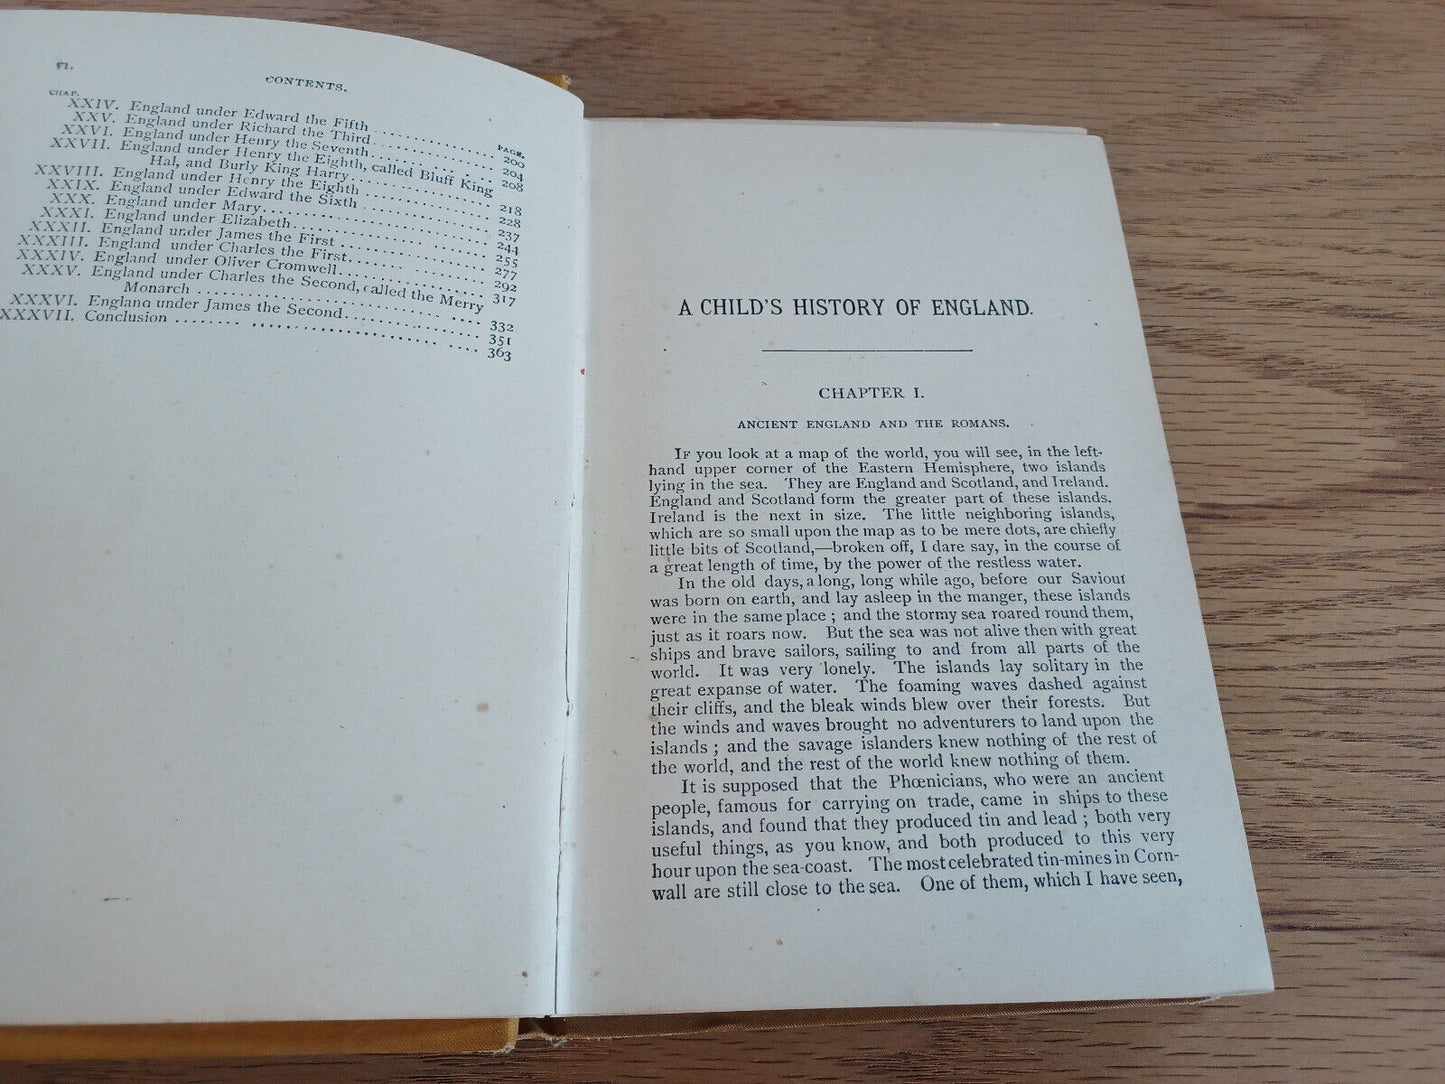 vi.
CONTENTS.
CHAP.
PAGE.
XXIV. England under Edward the Fifth .............. 200
XXV. England under Richard the Third .............. 204
XXVI. England under Henry the Seventh .............. 208
XXVII. England under Henry the Eighth, called Bluff King
Hal, and Burly King Harry .............. 218
XXVIII. England under Henry the Eighth .............. 228
XXIX. England under Edward the Sixth .............. 237
XXX. England under Mary .............. 244
XXXI. England under Elizabeth .............. 255
XXXII. England under James the First .............. 277
XXXIII. England under Charles the First .............. 292
XXXIV. England under Oliver Cromwell .............. 317
XXXV. England under Charles the Second, called the Merry
Monarch .............. 332
XXXVI. England under James the Second .............. 351
XXXVII. Conclusion .............. 363
A CHILD'S HISTORY OF ENGLAND.
CHAPTER I.
ANCIENT ENGLAND AND THE ROMANS.
IF you look at a map of the world, you will see, in the left-
hand upper corner of the Eastern Hemisphere, two islands
lying in the sea. They are England and Scotland, and Ireland.
England and Scotland form the greater part of these islands.
Ireland is the next in size. The little neighboring islands,
which are so small upon the map as to be mere dots, are chiefly
little bits of Scotland,—broken off, I dare say, in the course of
a great length of time, by the power of the restless water.
In the old days, a long, long while ago, before our Saviour
was born on earth, and lay asleep in the manger, these islands
were in the same place ; and the stormy sea roared round them,
just as it roars now. But the sea was not alive then with great
ships and brave sailors, sailing to and from all parts of the
world. It was very lonely. The islands lay solitary in the
great expanse of water. The foaming waves dashed against
their cliffs, and the bleak winds blew over their forests. But
the winds and waves brought no adventurers to land upon the
islands ; and the savage islanders knew nothing of the rest of
the world, and the rest of the world knew nothing of them.
It is supposed that the Phœnicians, who were an ancient
people, famous for carrying on trade, came in ships to these
islands, and found that they produced tin and lead ; both very
useful things, as you know, and both produced to this very
hour upon the sea-coast. The most celebrated tin-mines in Corn-
wall are still close to the sea. One of them, which I have seen,